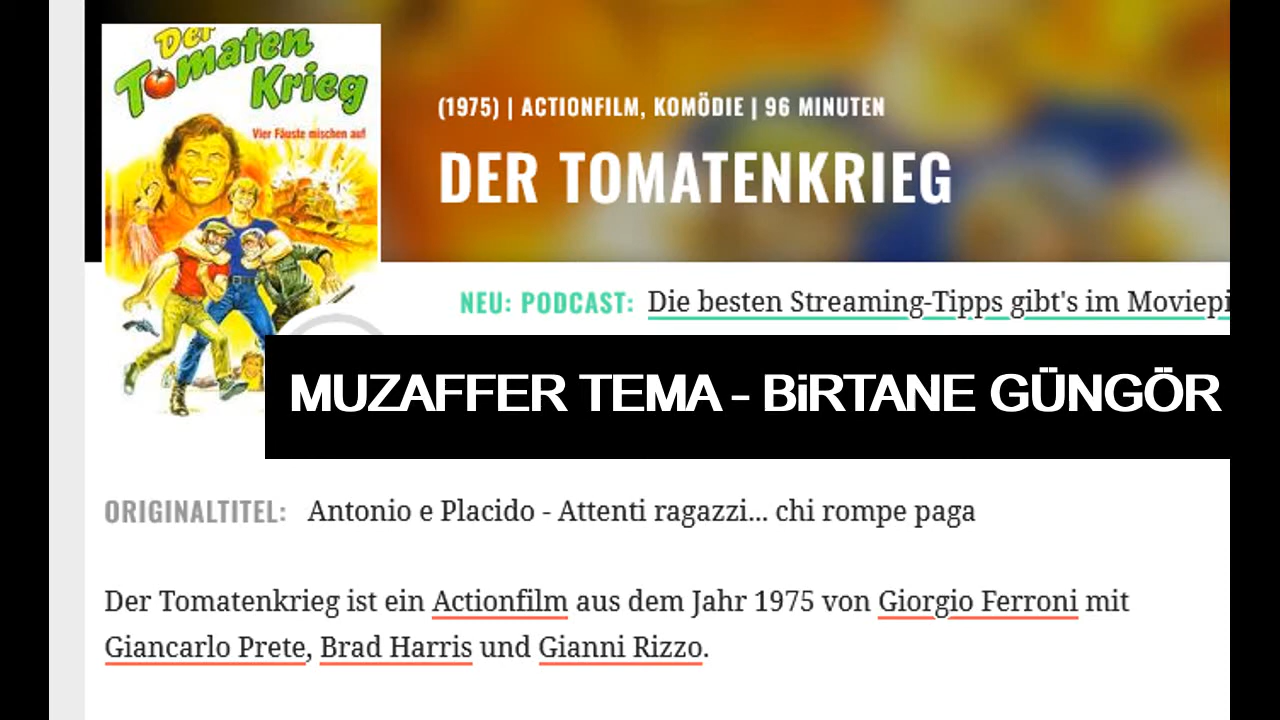 Der
Tomaten
Krieg
Vier Fäuste mischen auf
(1975) | ACTIONFILM, KOMÖDIE | 96 MINUTEN
DER TOMATENKRIEG
NEU: PODCAST: Die besten Streaming-Tipps gibt's im Moviepi
MUZAFFER TEMA - BiRTANE GÜNGÖR
ORIGINALTITEL: Antonio e Placido - Attenti ragazzi... chi rompe paga
Der Tomatenkrieg ist ein Actionfilm aus dem Jahr 1975 von Giorgio Ferroni mit
Giancarlo Prete, Brad Harris und Gianni Rizzo.